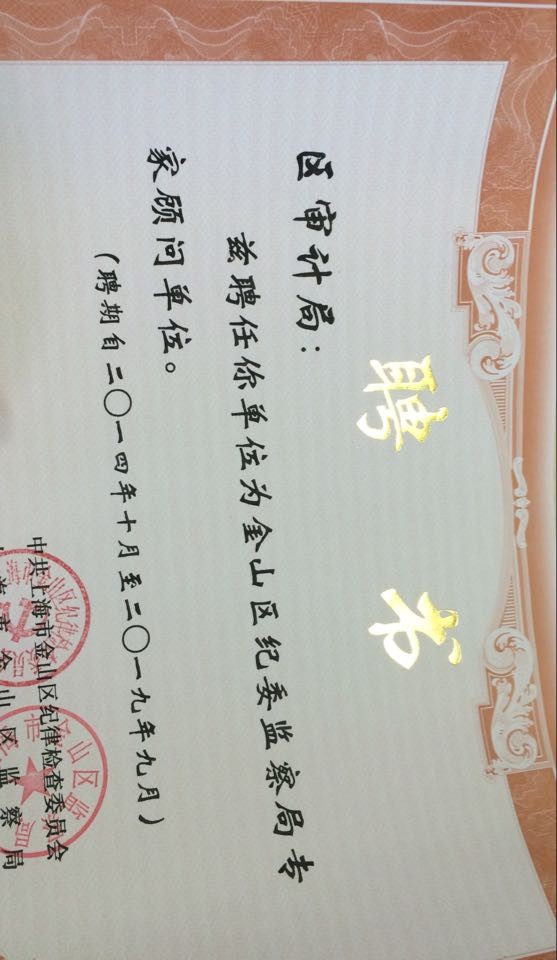 聘书
区审计局：
兹聘任你单位为金山区纪委监察局专
家顾问单位。
（聘期自二〇一四年十月至二〇一九年九月）
中共上海市金山区纪律检查委员会
上海市金山区监察局